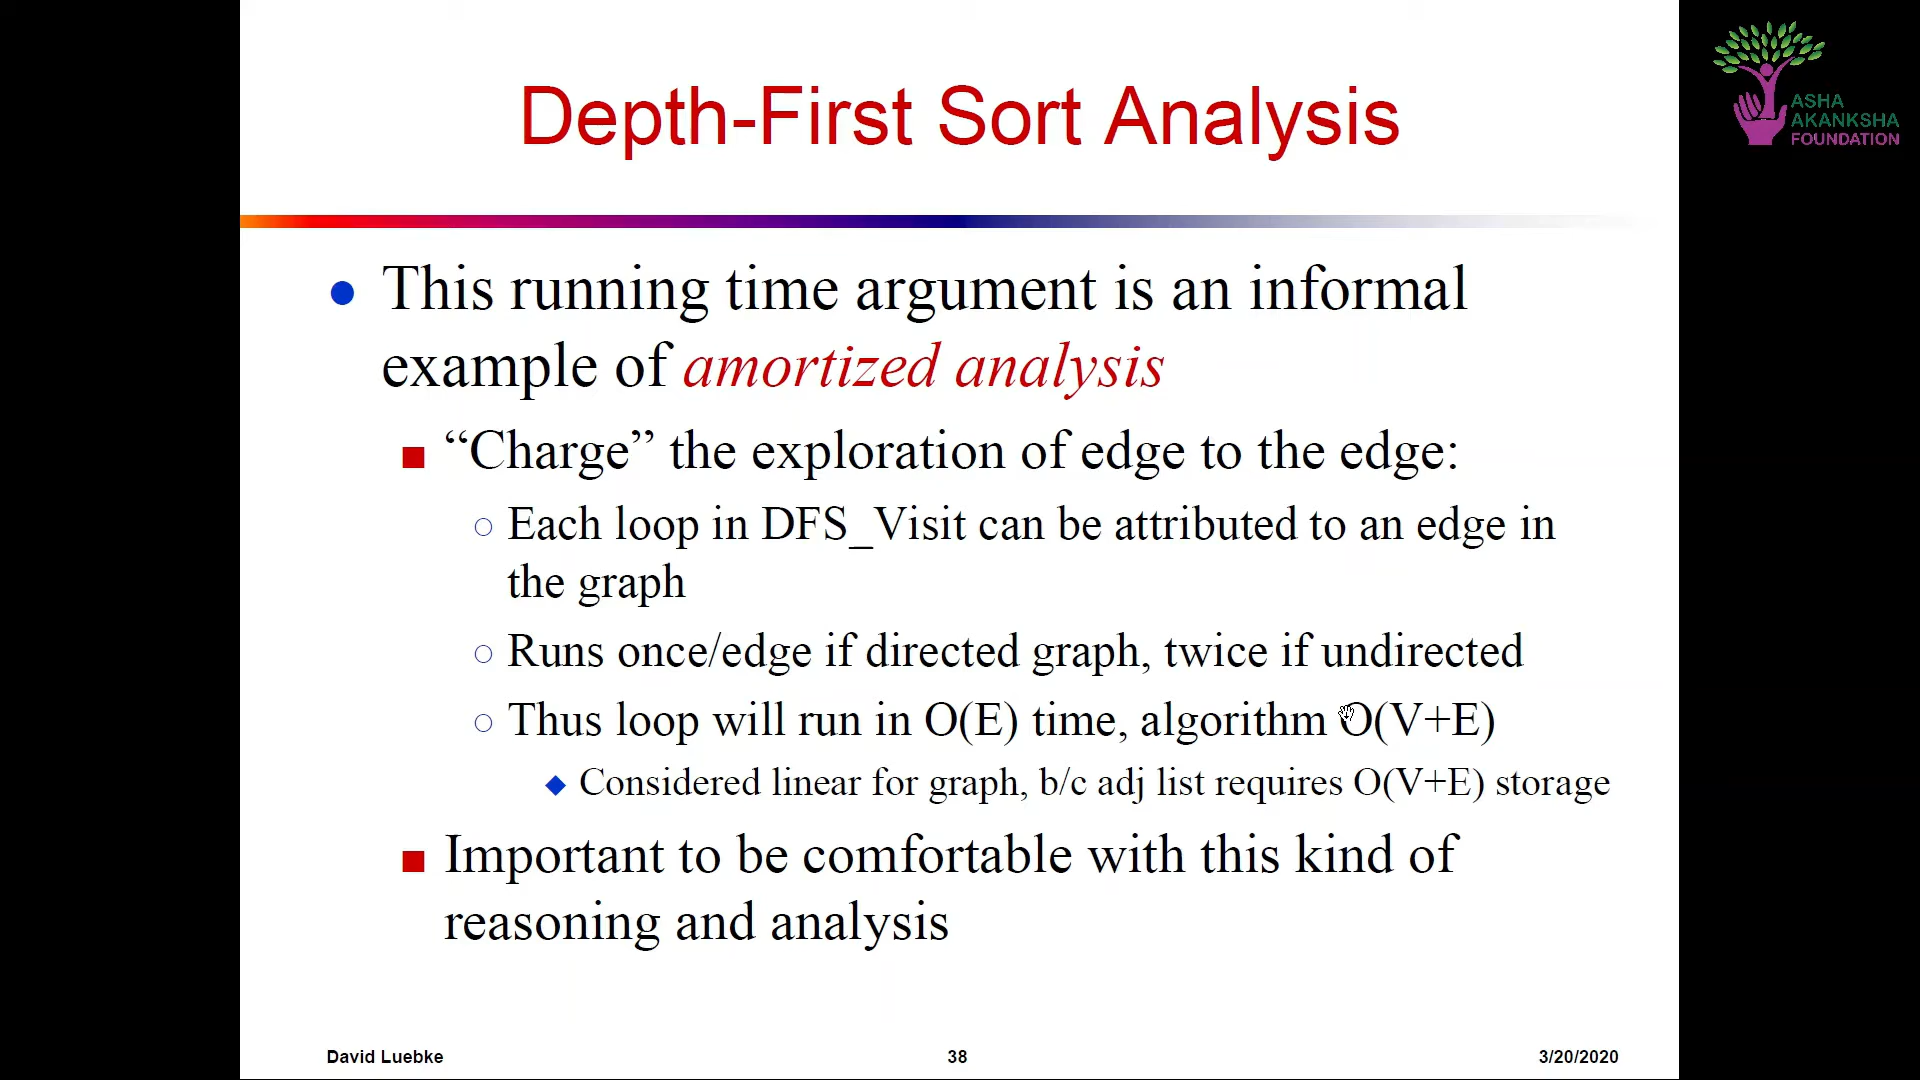 Depth-First Sort Analysis
ASHA
AKANKSHA
FOUNDATION
This running time argument is an informal
example of amortized analysis
“Charge” the exploration of edge to the edge:
Each loop in DFS_Visit can be attributed to an edge in
the graph
Runs once/edge if directed graph, twice if undirected
Thus loop will run in O(E) time, algorithm O(V+E)
Considered linear for graph, b/c adj list requires O(V+E) storage
Important to be comfortable with this kind of
reasoning and analysis
David Luebke
38
3/20/2020